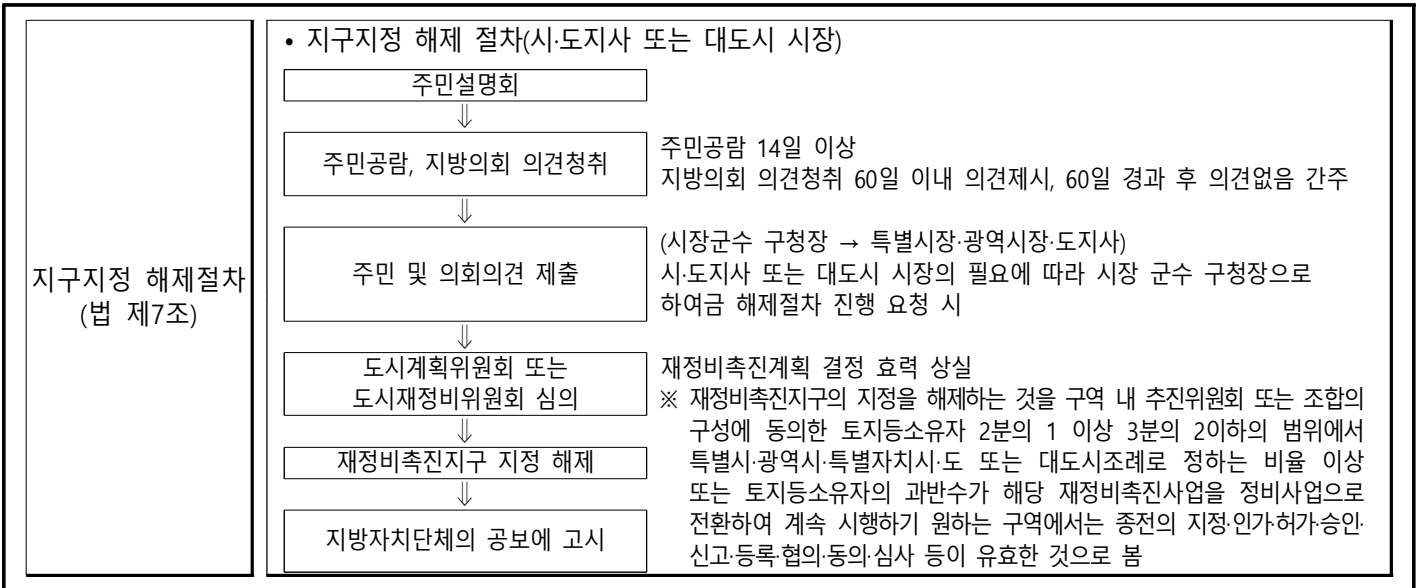 지구지정 해제절차
(법 제7조)
• 지구지정 해제 절차(시·도지사 또는 대도시 시장)
주민설명회
⇓
주민공람, 지방의회 의견청취
주민공람 14일 이상
지방의회 의견청취 60일 이내 의견제시, 60일 경과 후 의견없음 간주
⇓
주민 및 의회의견 제출
(시장군수 구청장 → 특별시장·광역시장·도지사)
시·도지사 또는 대도시 시장의 필요에 따라 시장 군수 구청장으로
하여금 해제절차 진행 요청 시
⇓
도시계획위원회 또는
도시재정비위원회 심의
⇓
재정비촉진지구 지정 해제
⇓
지방자치단체의 공보에 고시
재정비촉진계획 결정 효력 상실
※ 재정비촉진지구의 지정을 해제하는 것을 구역 내 추진위원회 또는 조합의
구성에 동의한 토지등소유자 2분의 1 이상 3분의 2이하의 범위에서
특별시·광역시·특별자치시·도 또는 대도시조례로 정하는 비율 이상
또는 토지등소유자의 과반수가 해당 재정비촉진사업을 정비사업으로
전환하여 계속 시행하기 원하는 구역에서는 종전의 지정·인가·허가·승인·
신고·등록·협의·동의·심사 등이 유효한 것으로 봄